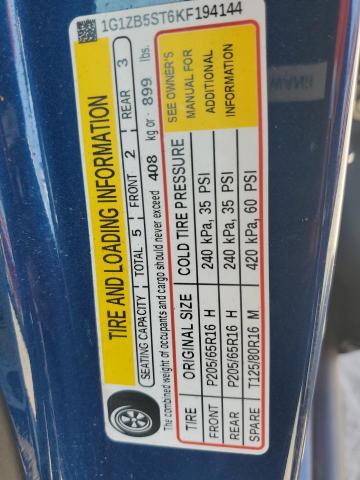 1G1ZB5ST6KF194144
TIRE AND LOADING INFORMATION
SEATING CAPACITY TOTAL 5 FRONT 2 REAR 3
The combined weight of occupants and cargo should never exceed 408 kg or 899 lbs.
TIRE ORIGINAL SIZE COLD TIRE PRESSURE SEE OWNER'S MANUAL FOR ADDITIONAL INFORMATION
FRONT P205/65R16 H 240 kPa, 35 PSI
REAR P205/65R16 H 240 kPa, 35 PSI
SPARE T125/80R16 M 420 kPa, 60 PSI